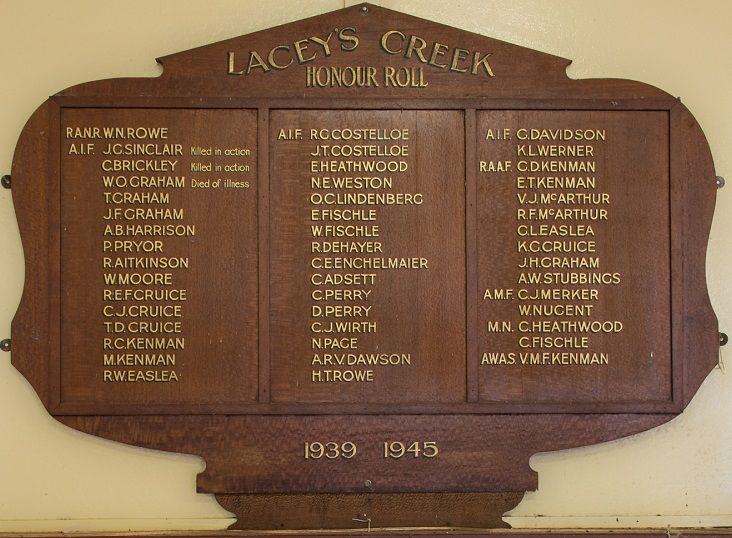 LACEY'S CREEK
HONOUR ROLL
R.A.N.R. W.N. ROWE
A.I.F. J.C. SINCLAIR Killed in action
C. BRICKLEY Killed in action
W.O. GRAHAM Died of illness
T. GRAHAM
J.F. GRAHAM
A.B. HARRISON
P. PRYOR
R. AITKINSON
W. MOORE
R.E.F. CRUICE
C.J. CRUICE
T.D. CRUICE
R.C. KENMAN
M. KENMAN
R.W. EASLEA
A.I.F. R.G. COSTELLOE
J.T. COSTELLOE
E. HEATHWOOD
N.E. WESTON
O.C. LINDENBERG
E. FISCHLE
W. FISCHLE
R. DEHAYER
C.E. ENCHELMAIER
C. ADSETT
C. PERRY
D. PERRY
C.J. WIRTH
N. PAGE
A.R.V. DAWSON
H.T. ROWE
A.I.F. C. DAVIDSON
K.L. WERNER
R.A.A.F. C.D. KENMAN
E.T. KENMAN
V.J. McARTHUR
R.F. McARTHUR
C.L. EASLEA
K.C. CRUICE
J.H. GRAHAM
A.W. STUBBINGS
A.M.F. C.J. MERKER
W. NUGENT
M.N. C. HEATHWOOD
C. FISCHLE
A.W.A.S. V.M.F. KENMAN
1939 1945